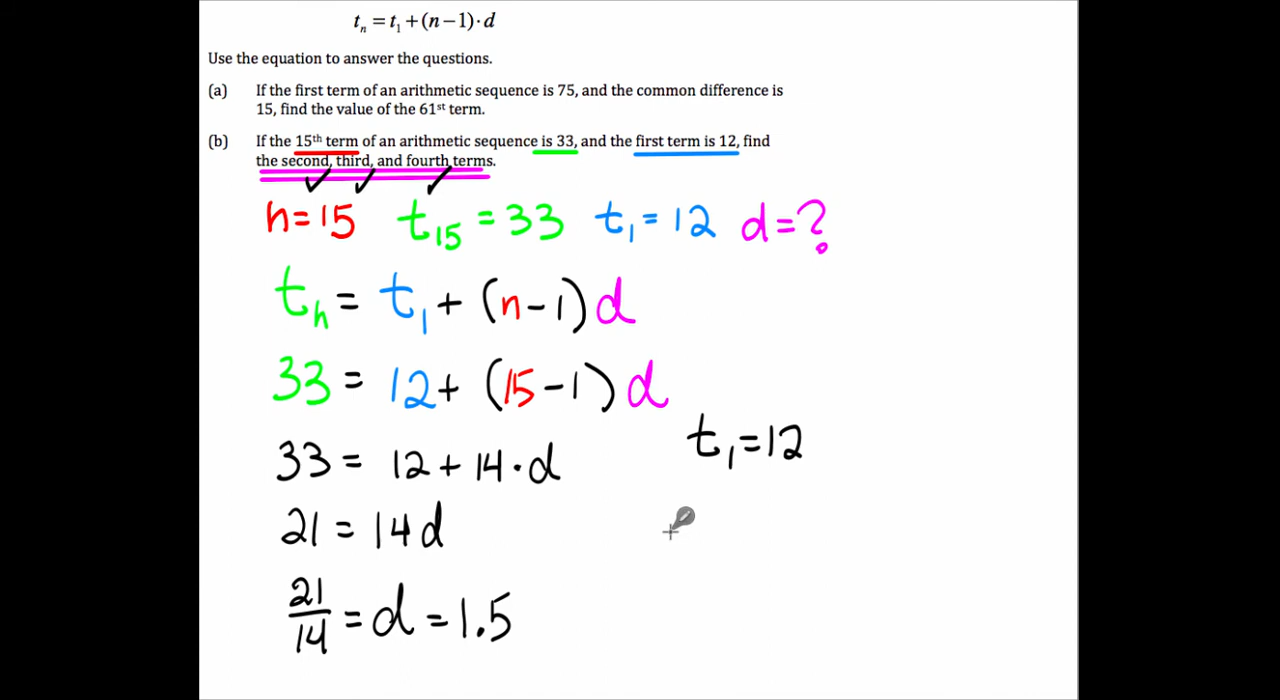 tₙ = t₁ + (n − 1) · d
Use the equation to answer the questions.
(a) If the first term of an arithmetic sequence is 75, and the common difference is
15, find the value of the 61ˢᵗ term.
(b) If the 15ᵗʰ term of an arithmetic sequence is 33, and the first term is 12, find
the second, third, and fourth terms.
n = 15 t₁₅ = 33 t₁ = 12 d = ?
tₙ = t₁ + (n − 1) d
33 = 12 + (15 − 1) d
t₁ = 12
33 = 12 + 14 · d
21 = 14d
21/14 = d = 1.5